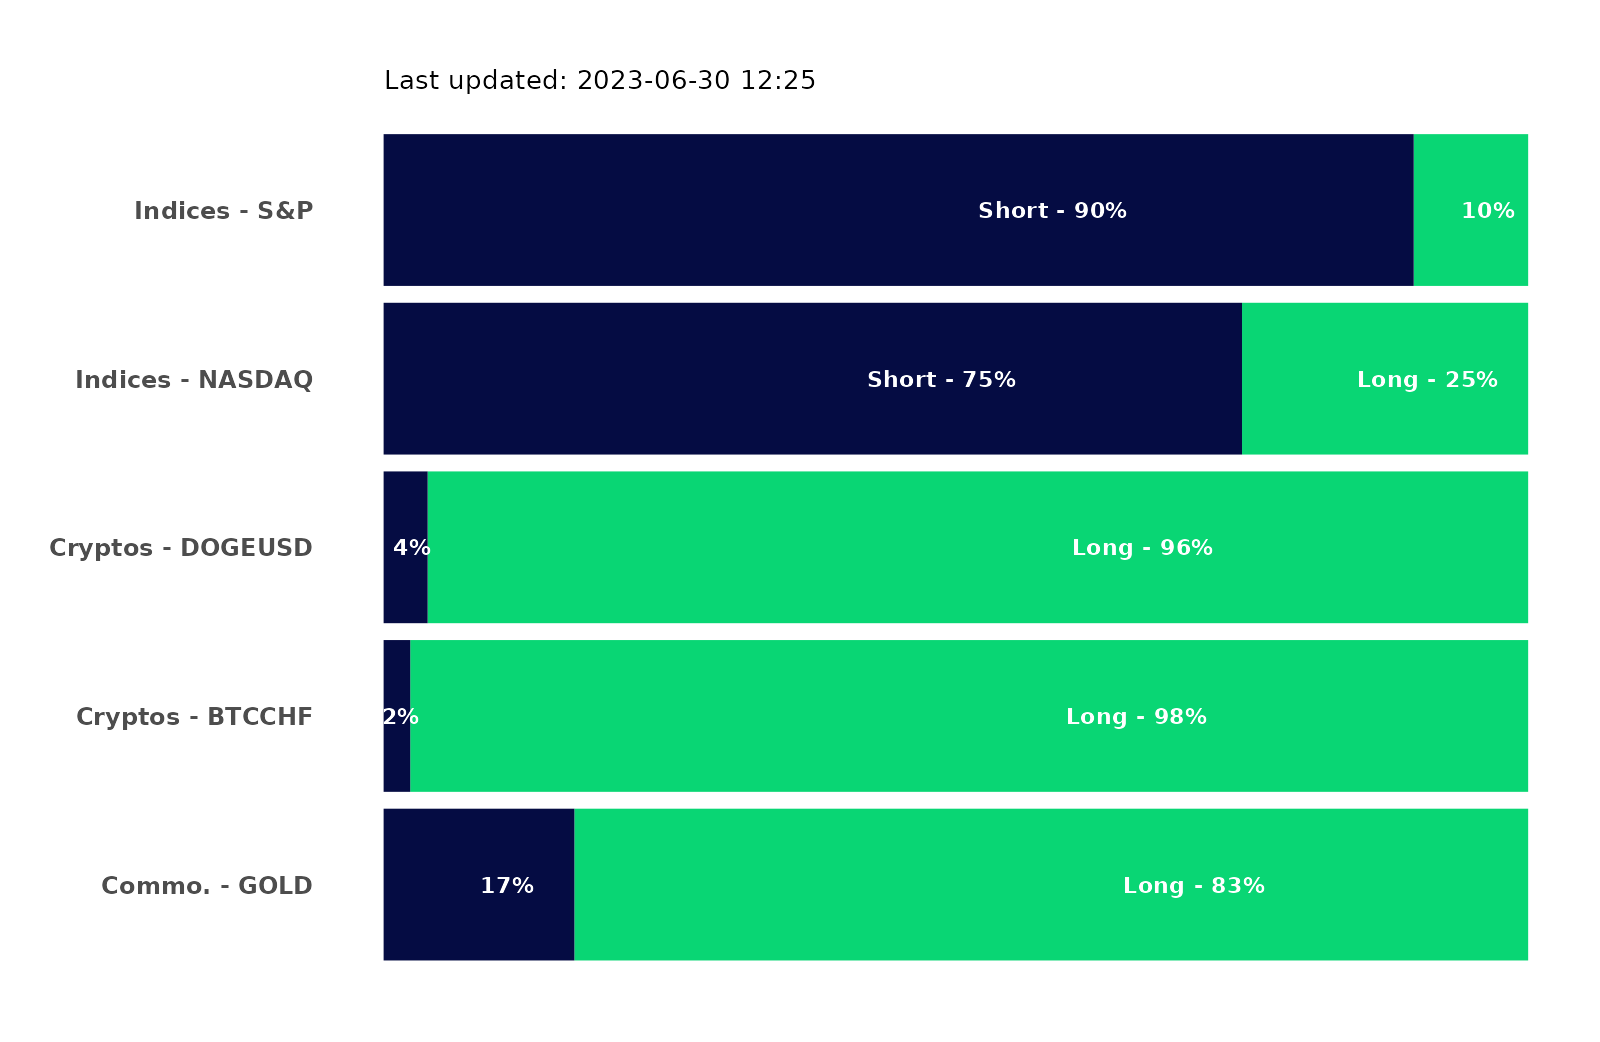 Last updated: 2023-06-30 12:25
Indices - S&P Short - 90% 10%
Indices - NASDAQ Short - 75% Long - 25%
Cryptos - DOGEUSD 4% Long - 96%
Cryptos - BTCCHF 2% Long - 98%
Commo. - GOLD 17% Long - 83%